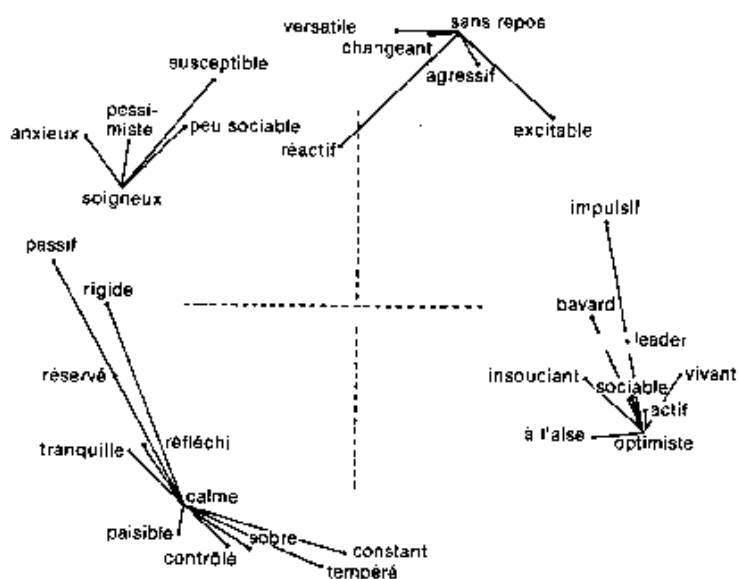 versatile
sans repos
changeant
agressif
excitable
réactif
susceptible
pessi-
miste
anxieux
peu sociable
soigneux
passif
rigide
réservé
réfléchi
tranquille
calme
paisible
contrôlé
sobre
constant
tempéré
impulsif
bavard
leader
insouciant
sociable
vivant
actif
à l'aise
optimiste